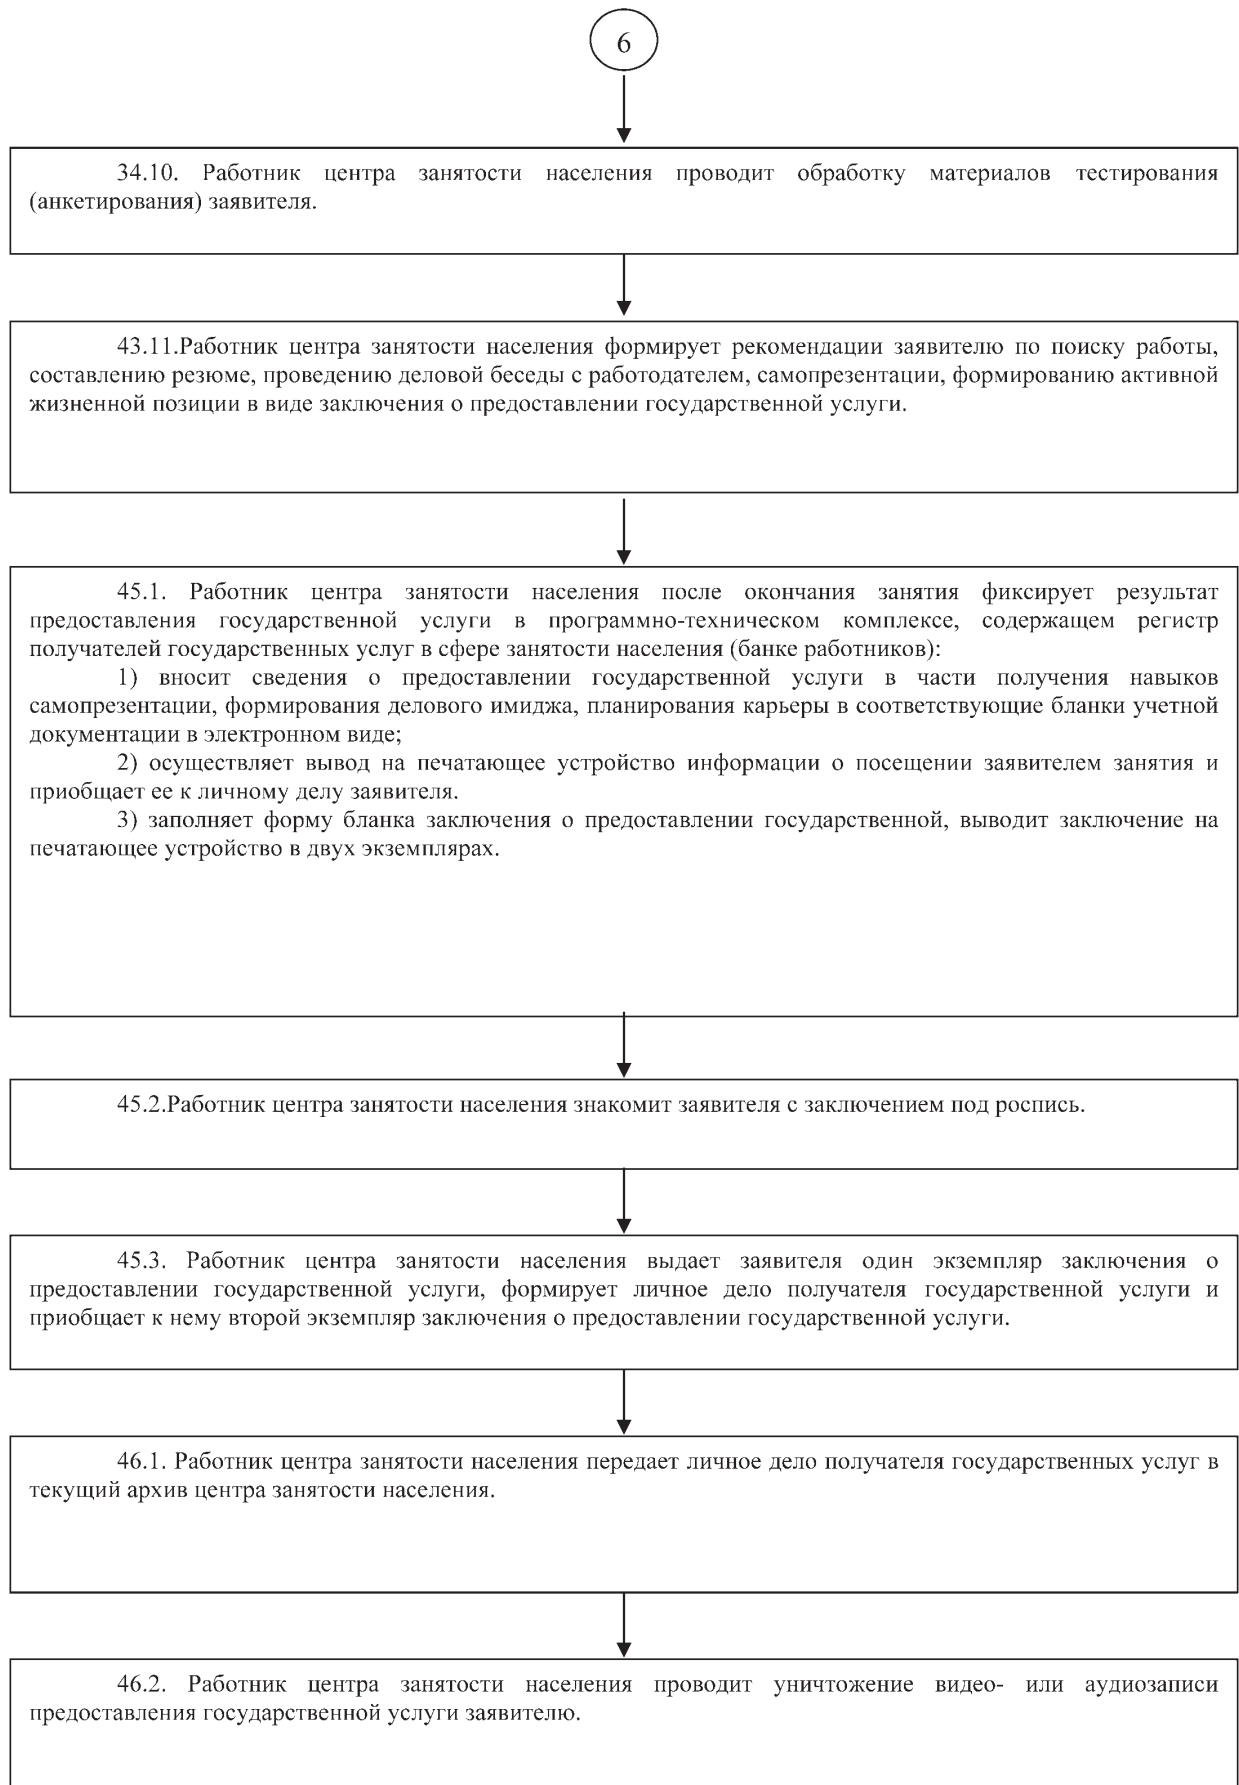 6
34.10. Работник центра занятости населения проводит обработку материалов тестирования
(анкетирования) заявителя.
43.11.Работник центра занятости населения формирует рекомендации заявителю по поиску работы,
составлению резюме, проведению деловой беседы с работодателем, самопрезентации, формированию активной
жизненной позиции в виде заключения о предоставлении государственной услуги.
45.1. Работник центра занятости населения после окончания занятия фиксирует результат
предоставления государственной услуги в программно-техническом комплексе, содержащем регистр
получателей государственных услуг в сфере занятости населения (банке работников):
1) вносит сведения о предоставлении государственной услуги в части получения навыков
самопрезентации, формирования делового имиджа, планирования карьеры в соответствующие бланки учетной
документации в электронном виде;
2) осуществляет вывод на печатающее устройство информации о посещении заявителем занятия и
приобщает ее к личному делу заявителя.
3) заполняет форму бланка заключения о предоставлении государственной, выводит заключение на
печатающее устройство в двух экземплярах.
45.2.Работник центра занятости населения знакомит заявителя с заключением под роспись.
45.3. Работник центра занятости населения выдает заявителя один экземпляр заключения о
предоставлении государственной услуги, формирует личное дело получателя государственной услуги и
приобщает к нему второй экземпляр заключения о предоставлении государственной услуги.
46.1. Работник центра занятости населения передает личное дело получателя государственных услуг в
текущий архив центра занятости населения.
46.2. Работник центра занятости населения проводит уничтожение видео- или аудиозаписи
предоставления государственной услуги заявителю.